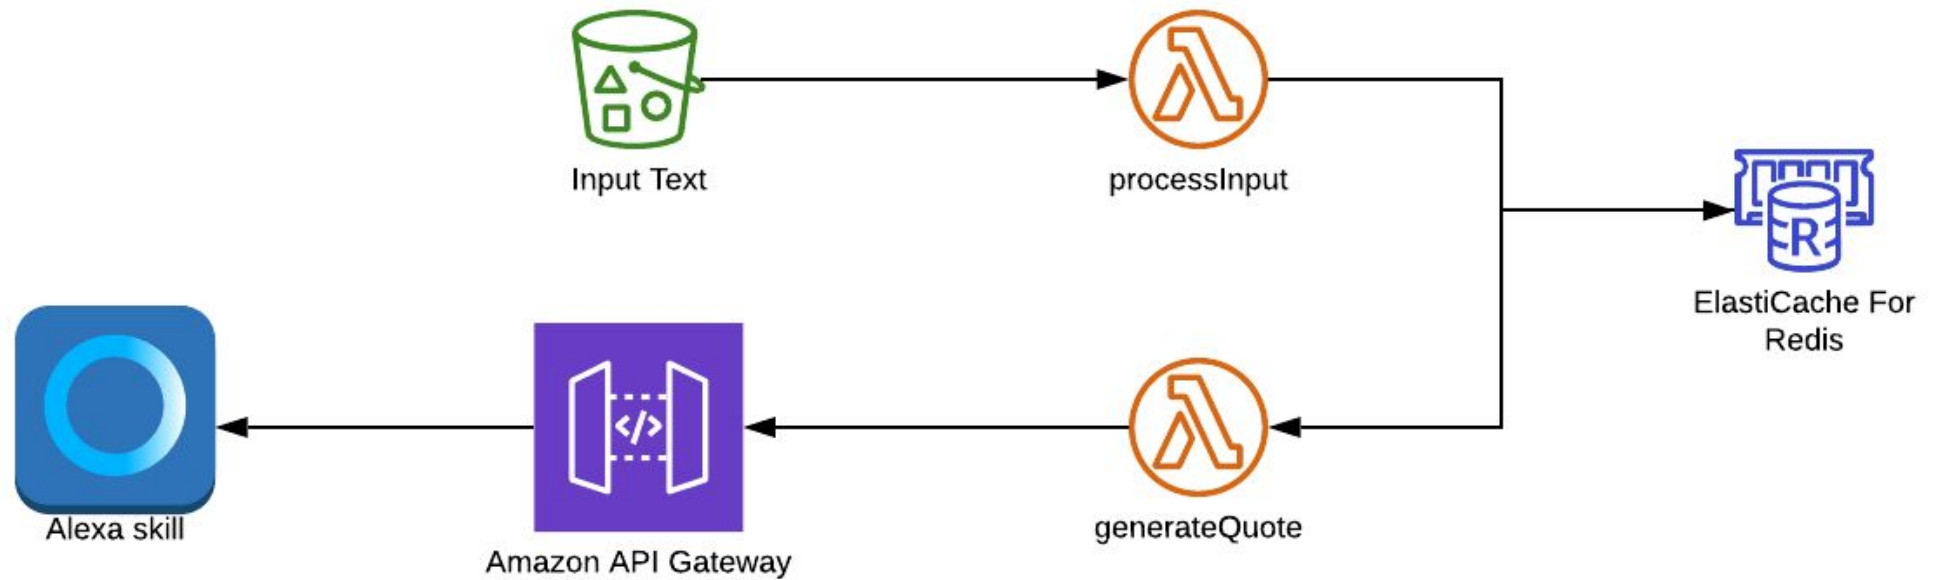 Input Text
processInput
ElastiCache For
Redis
R
</>
Alexa skill
Amazon API Gateway
generateQuote